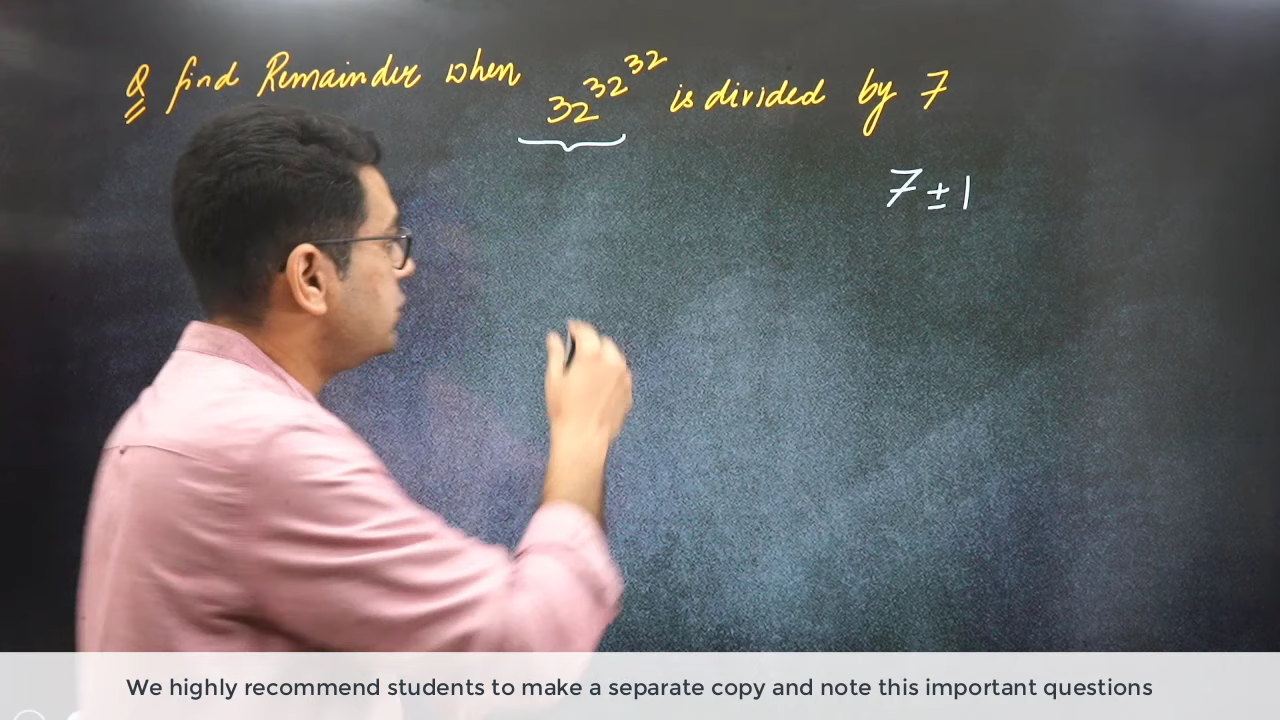 Q find Remainder when 32^32^32 is divided by 7
7 ± 1
We highly recommend students to make a separate copy and note this important questions